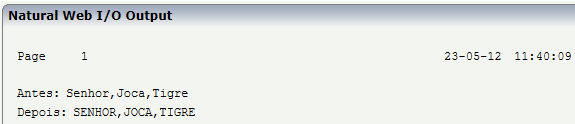 Natural Web I/O Output
Page 1 23-05-12 11:40:09
Antes: Senhor,Joca,Tigre
Depois: SENHOR,JOCA,TIGRE